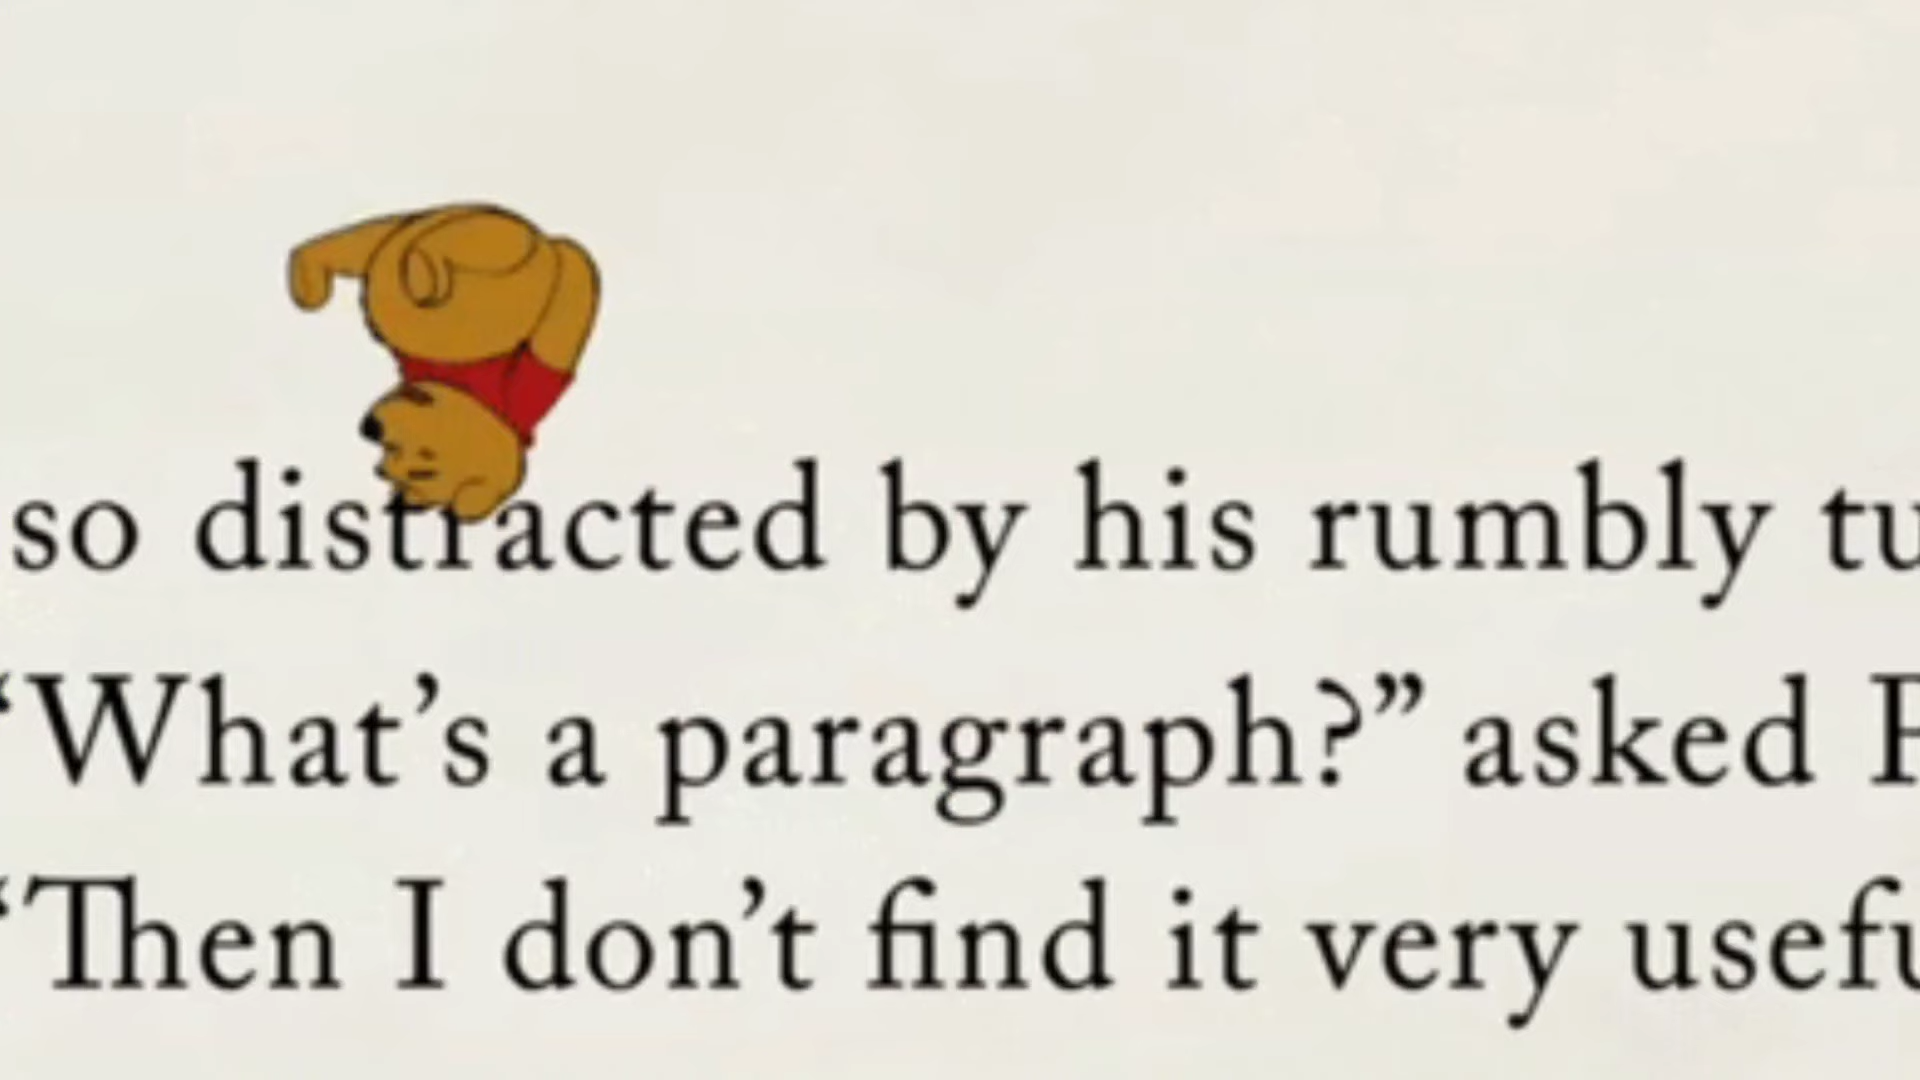 so distracted by his rumbly tu
“What’s a paragraph?” asked P
“Then I don’t find it very usefu